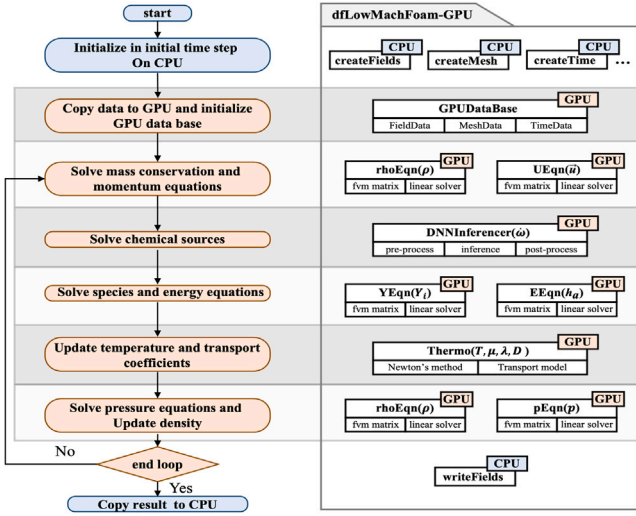 start
Initialize in initial time step
On CPU
Copy data to GPU and initialize
GPU data base
Solve mass conservation and
momentum equations
Solve chemical sources
Solve species and energy equations
Update temperature and transport
coefficients
Solve pressure equations and
Update density
No
end loop
Yes
Copy result to CPU
dfLowMachFoam-GPU
CPU
createFields
CPU
createMesh
CPU
createTime
...
GPU
GPUDataBase
FieldData MeshData TimeData
GPU
rhoEqn(ρ)
fvm matrix linear solver
GPU
UEqn(u⃗)
fvm matrix linear solver
GPU
DNNInferencer(ω̇)
pre-process inference post-process
GPU
YEqn(Yᵢ)
fvm matrix linear solver
GPU
EEqn(hₐ)
fvm matrix linear solver
GPU
Thermo(T, μ, λ, D )
Newton's method Transport model
GPU
rhoEqn(ρ)
fvm matrix linear solver
GPU
pEqn(p)
fvm matrix linear solver
CPU
writeFields